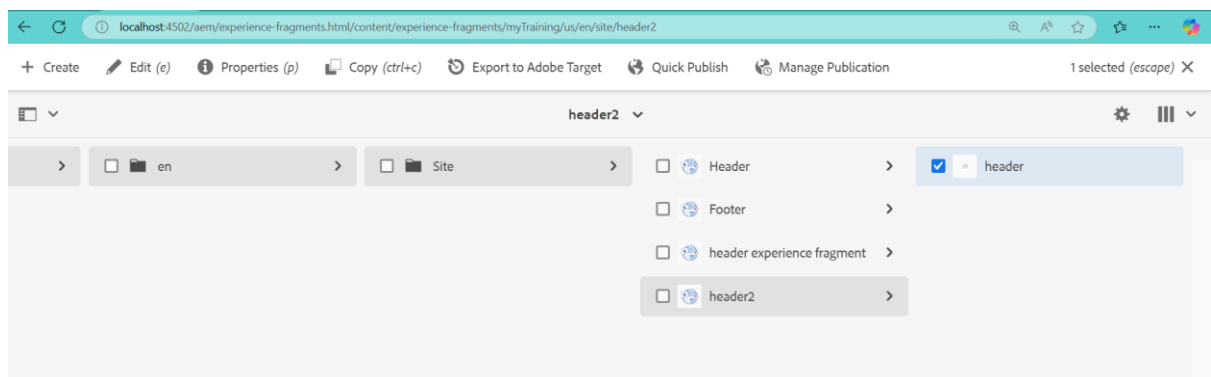 localhost:4502/aem/experience-fragments.html/content/experience-fragments/myTraining/us/en/site/header2
+ Create Edit (e) Properties (p) Copy (ctrl+c) Export to Adobe Target Quick Publish Manage Publication 1 selected (escape) X
header2
en Site Header header
Footer
header experience fragment
header2